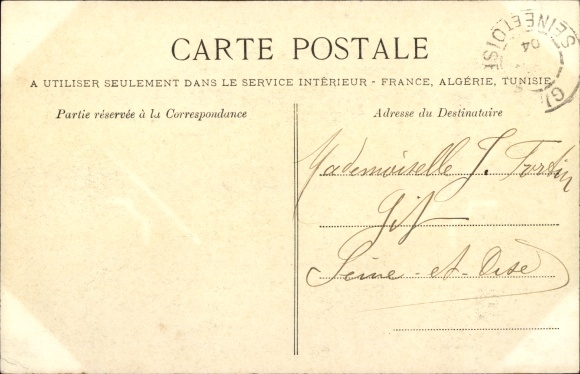 CARTE POSTALE
A UTILISER SEULEMENT DANS LE SERVICE INTÉRIEUR - FRANCE, ALGÉRIE, TUNISIE
Partie réservée à la Correspondance
Adresse du Destinataire
Mademoiselle J.
Gif
Seine-et-Oise
SEINE ET OISE
04